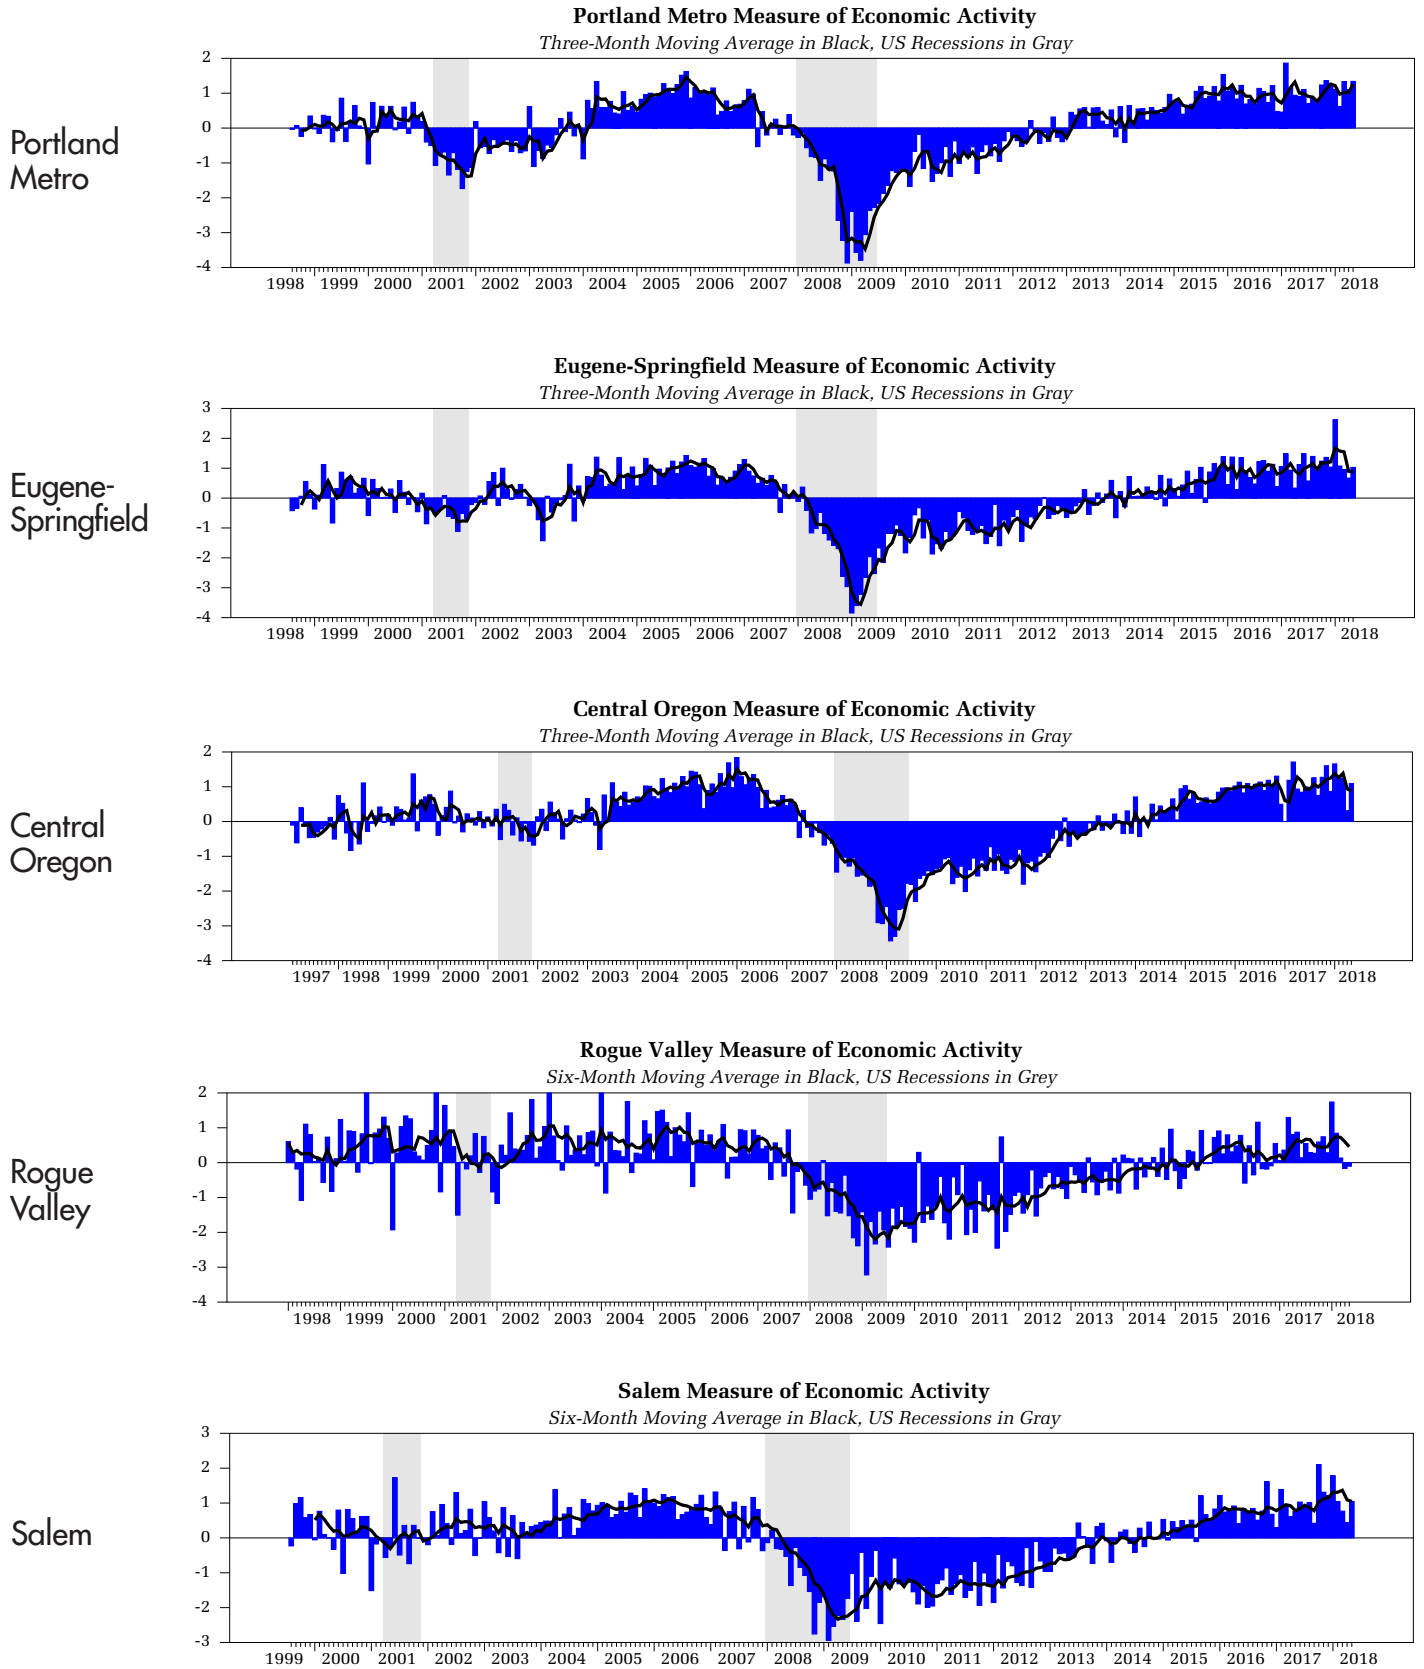 Portland Metro Measure of Economic Activity
Three-Month Moving Average in Black, US Recessions in Gray
Portland
Metro
2
1
0
-1
-2
-3
-4
1998 1999 2000 2001 2002 2003 2004 2005 2006 2007 2008 2009 2010 2011 2012 2013 2014 2015 2016 2017 2018
Eugene-Springfield Measure of Economic Activity
Three-Month Moving Average in Black, US Recessions in Gray
Eugene-
Springfield
3
2
1
0
-1
-2
-3
-4
1998 1999 2000 2001 2002 2003 2004 2005 2006 2007 2008 2009 2010 2011 2012 2013 2014 2015 2016 2017 2018
Central Oregon Measure of Economic Activity
Three-Month Moving Average in Black, US Recessions in Gray
Central
Oregon
2
1
0
-1
-2
-3
-4
1997 1998 1999 2000 2001 2002 2003 2004 2005 2006 2007 2008 2009 2010 2011 2012 2013 2014 2015 2016 2017 2018
Rogue Valley Measure of Economic Activity
Six-Month Moving Average in Black, US Recessions in Grey
Rogue
Valley
2
1
0
-1
-2
-3
-4
1998 1999 2000 2001 2002 2003 2004 2005 2006 2007 2008 2009 2010 2011 2012 2013 2014 2015 2016 2017 2018
Salem Measure of Economic Activity
Six-Month Moving Average in Black, US Recessions in Gray
Salem
3
2
1
0
-1
-2
-3
1999 2000 2001 2002 2003 2004 2005 2006 2007 2008 2009 2010 2011 2012 2013 2014 2015 2016 2017 2018